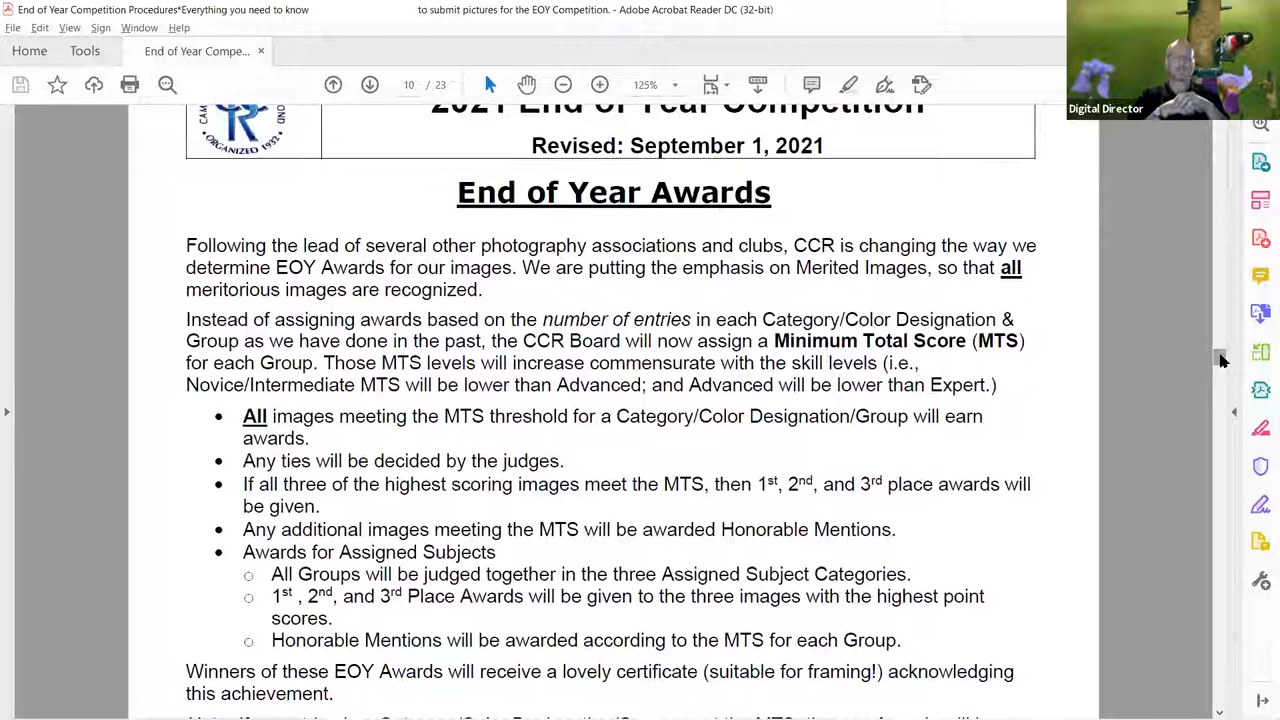 End of Year Competition Procedures*Everything you need to know to submit pictures for the EOY Competition. - Adobe Acrobat Reader DC (32-bit)
File Edit View Sign Window Help
Home Tools End of Year Compe... ×
10 / 23 125%
Digital Director
CAM OND
R
ORGANIZED 1932
2021 End of Year Competition
Revised: September 1, 2021
End of Year Awards
Following the lead of several other photography associations and clubs, CCR is changing the way we
determine EOY Awards for our images. We are putting the emphasis on Merited Images, so that all
meritorious images are recognized.
Instead of assigning awards based on the number of entries in each Category/Color Designation &
Group as we have done in the past, the CCR Board will now assign a Minimum Total Score (MTS)
for each Group. Those MTS levels will increase commensurate with the skill levels (i.e.,
Novice/Intermediate MTS will be lower than Advanced; and Advanced will be lower than Expert.)
• All images meeting the MTS threshold for a Category/Color Designation/Group will earn
awards.
• Any ties will be decided by the judges.
• If all three of the highest scoring images meet the MTS, then 1st, 2nd, and 3rd place awards will
be given.
• Any additional images meeting the MTS will be awarded Honorable Mentions.
• Awards for Assigned Subjects
○ All Groups will be judged together in the three Assigned Subject Categories.
○ 1st , 2nd, and 3rd Place Awards will be given to the three images with the highest point
scores.
○ Honorable Mentions will be awarded according to the MTS for each Group.
Winners of these EOY Awards will receive a lovely certificate (suitable for framing!) acknowledging
this achievement.